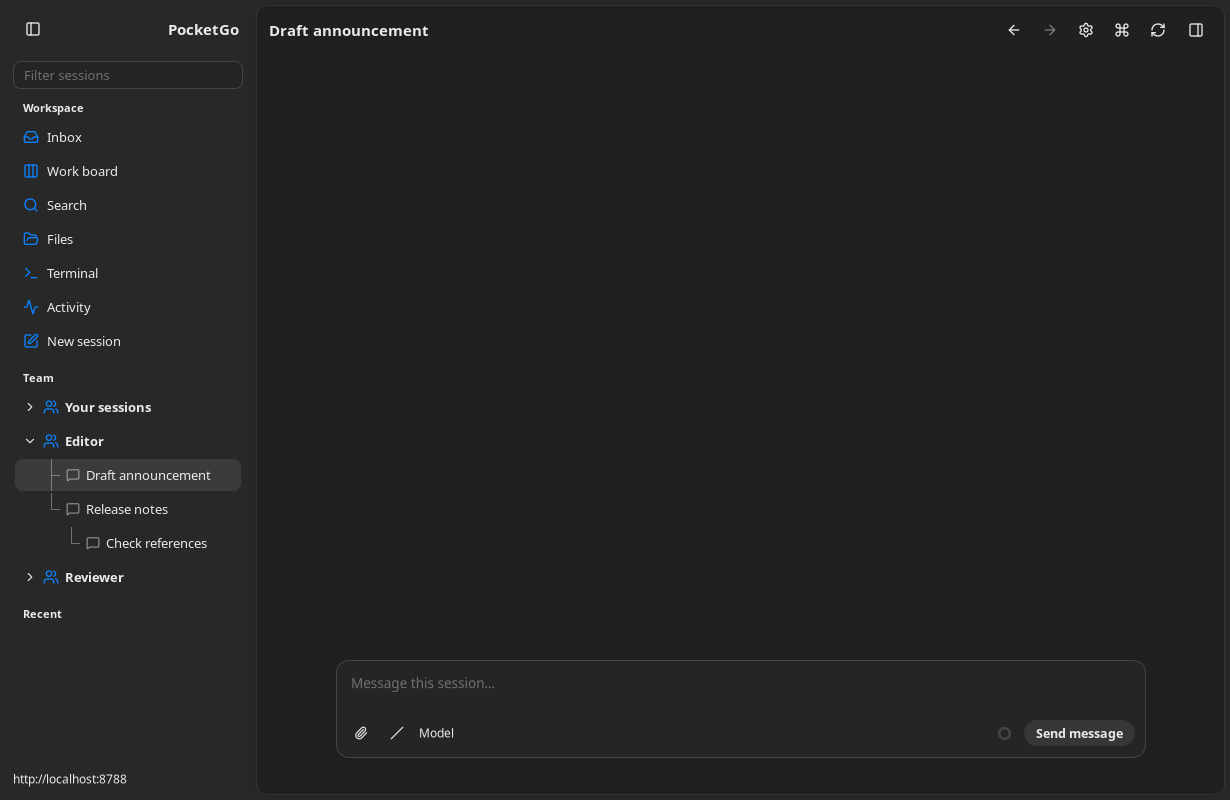 PocketGo
Filter sessions
Workspace
Inbox
Work board
Search
Files
Terminal
Activity
New session
Team
Your sessions
Editor
Draft announcement
Release notes
Check references
Reviewer
Recent
http://localhost:8788
Draft announcement
Message this session...
Model
Send message